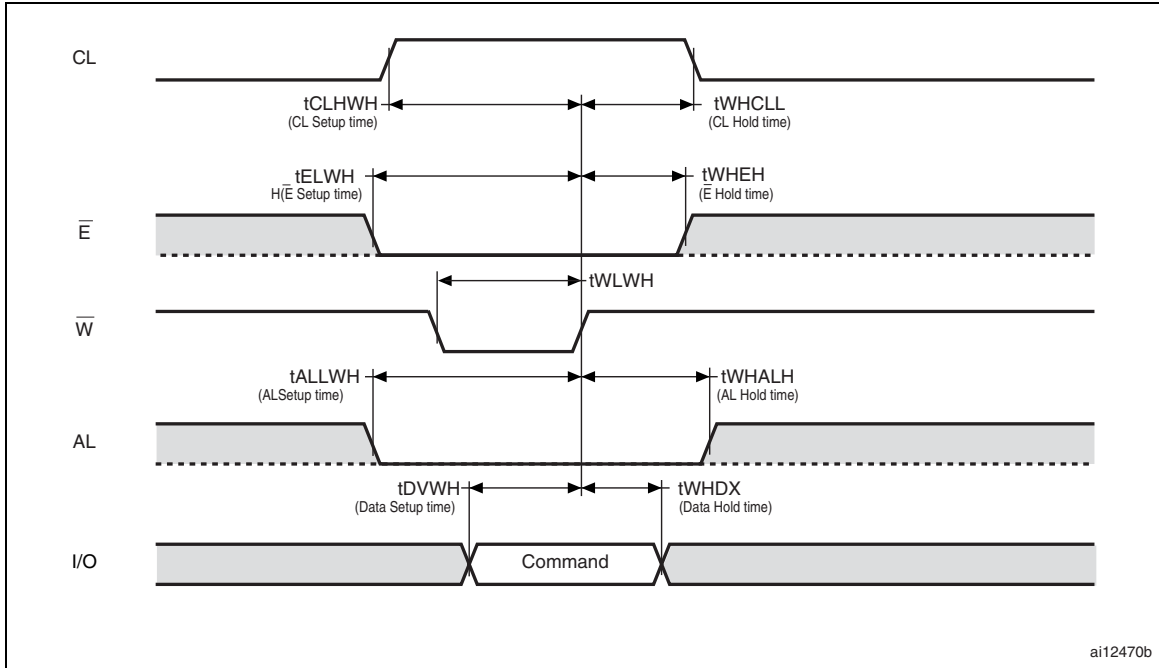 CL
tCLHWH
(CL Setup time)
tWHCLL
(CL Hold time)
tELWH
H(E̅ Setup time)
tWHEH
(E̅ Hold time)
E̅
tWLWH
W̅
tALLWH
(ALSetup time)
tWHALH
(AL Hold time)
AL
tDVWH
(Data Setup time)
tWHDX
(Data Hold time)
I/O
Command
ai12470b